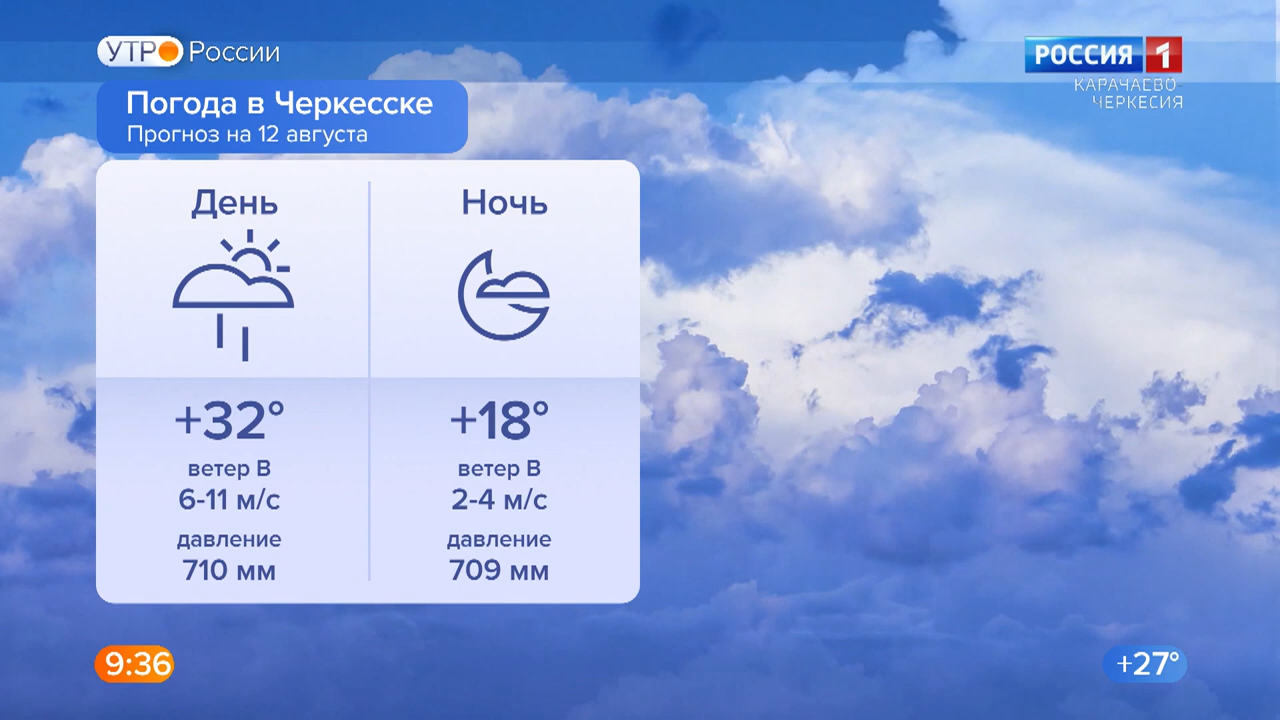 УТРО России
РОССИЯ 1
КАРАЧАЕВО-
ЧЕРКЕСИЯ
Погода в Черкесске
Прогноз на 12 августа
День
Ночь
+32°
+18°
ветер В
ветер В
6-11 м/с
2-4 м/с
давление
давление
710 мм
709 мм
9:36
+27°